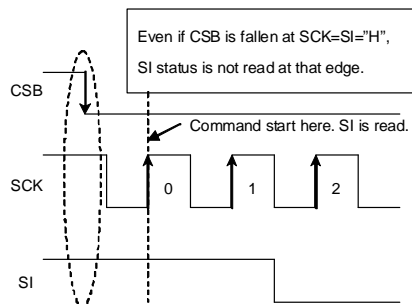 Even if CSB is fallen at SCK=SI=”H”,
SI status is not read at that edge.
CSB
Command start here. SI is read.
SCK
0 1 2
SI